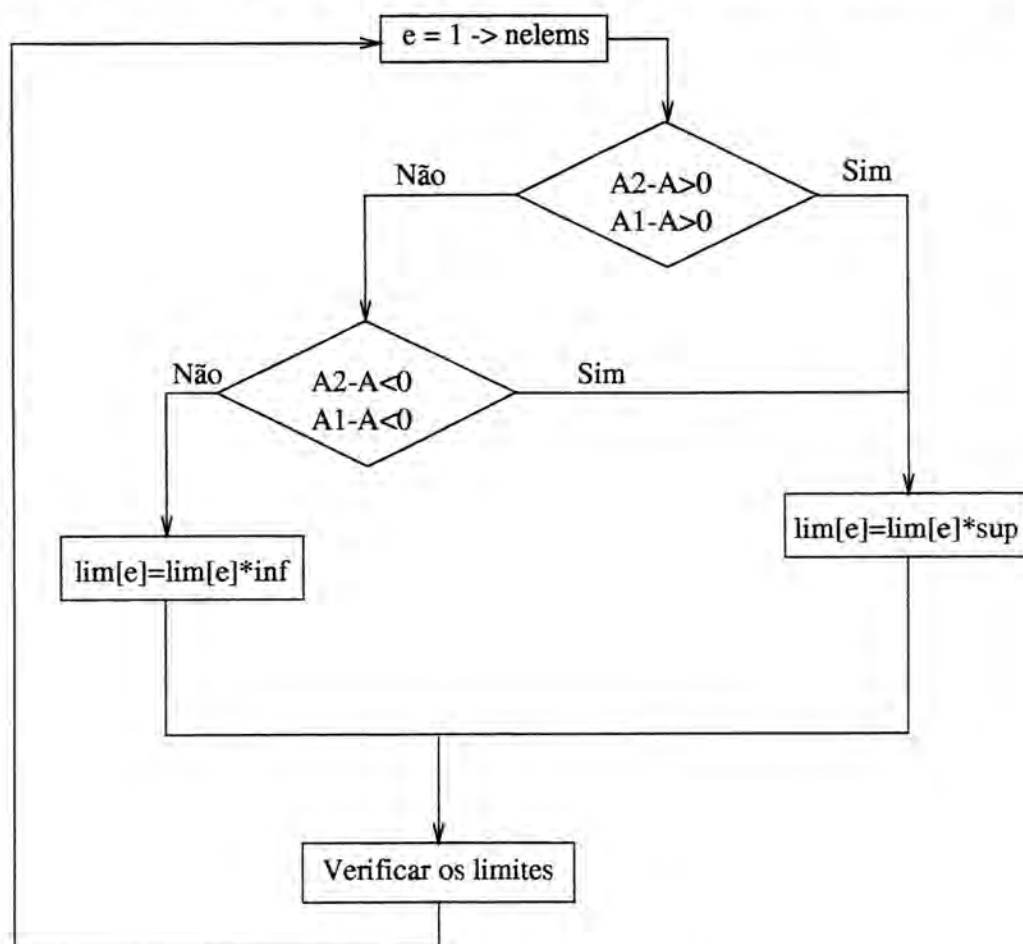 e = 1 -> nelems
Não
Sim
A2-A>0
A1-A>0
Não
Sim
A2-A<0
A1-A<0
lim[e]=lim[e]*inf
lim[e]=lim[e]*sup
Verificar os limites